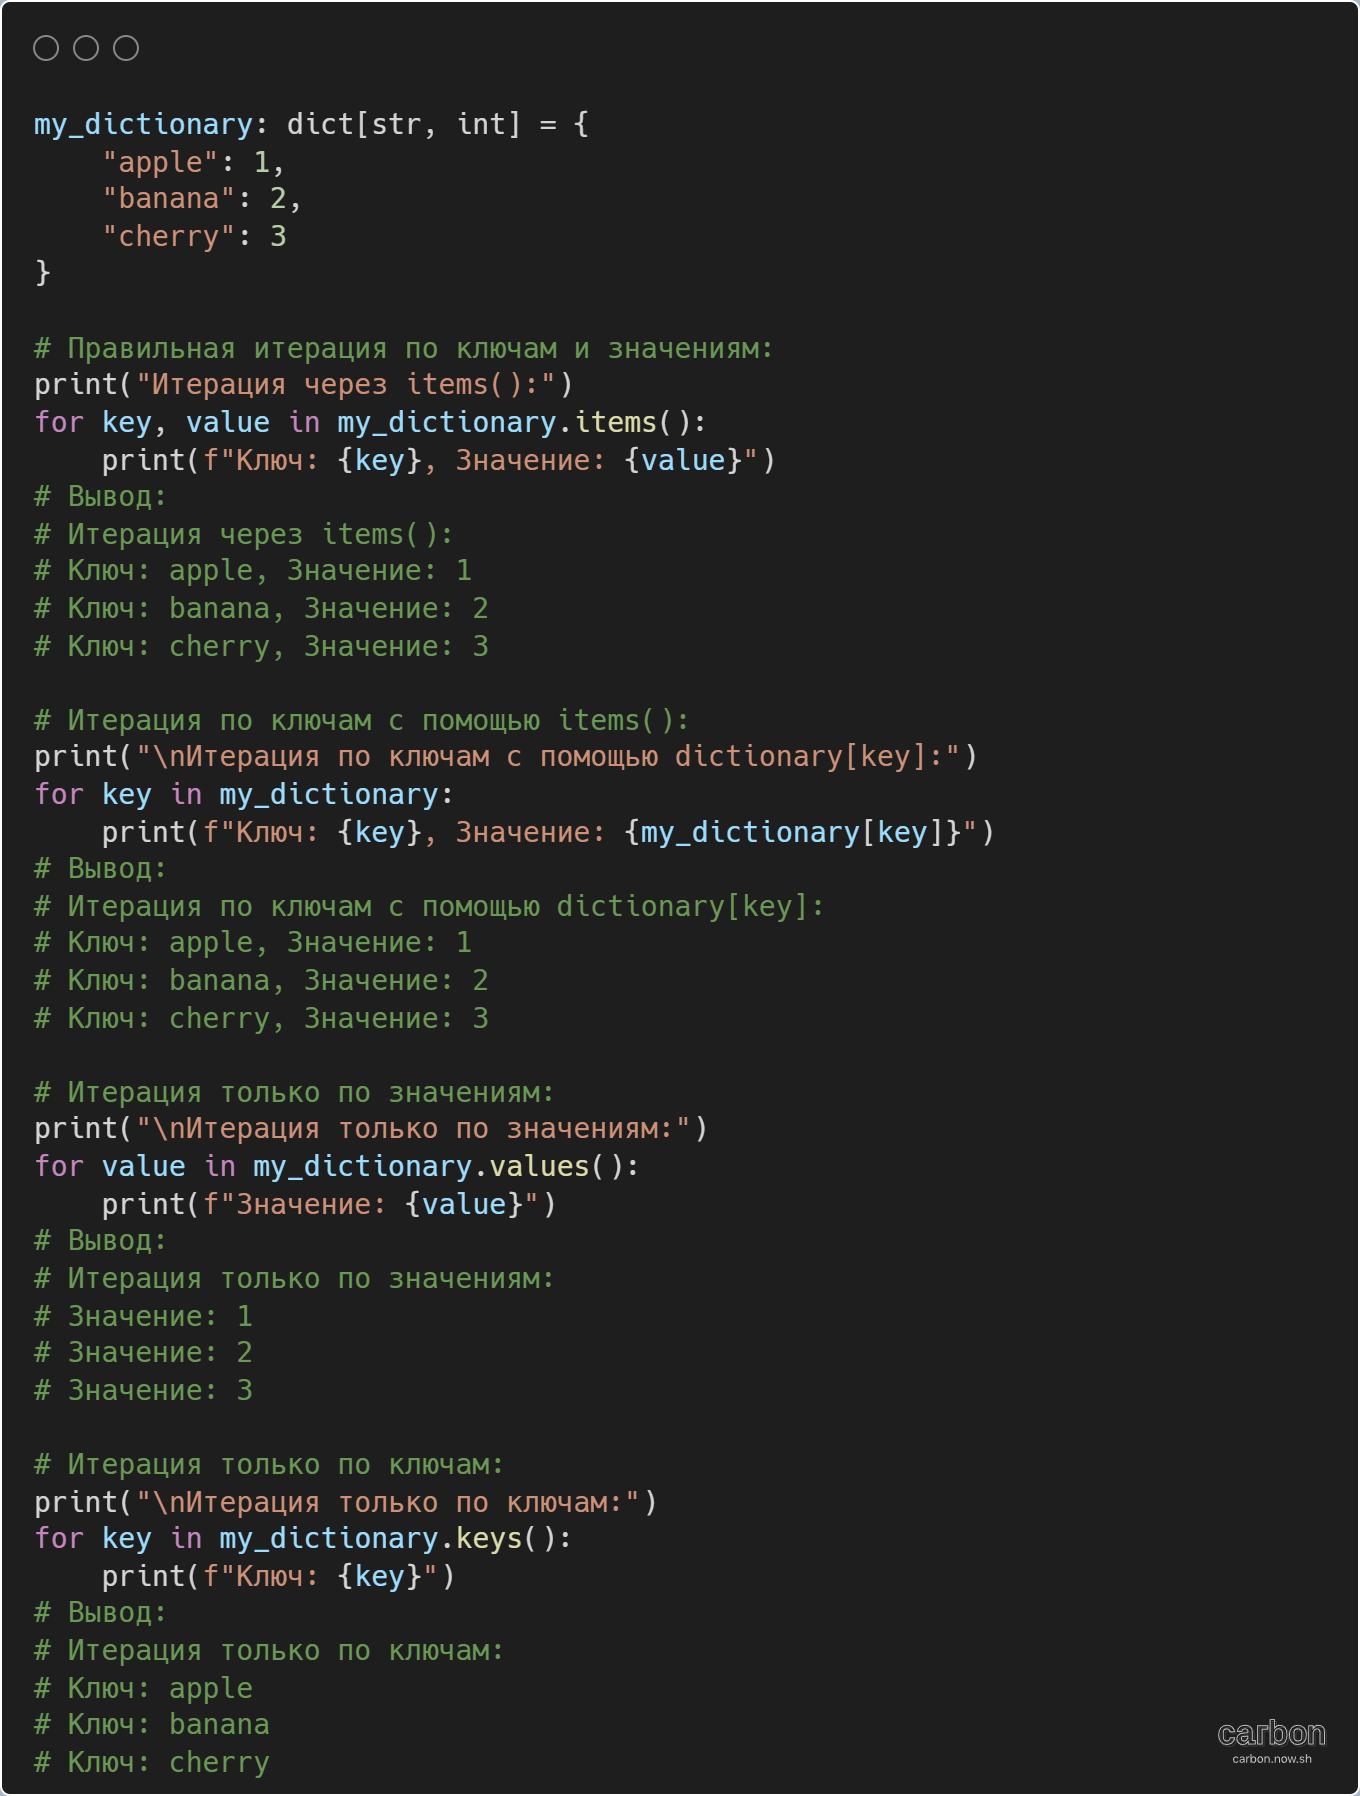 my_dictionary: dict[str, int] = {
    "apple": 1,
    "banana": 2,
    "cherry": 3
}

# Правильная итерация по ключам и значениям:
print("Итерация через items():")
for key, value in my_dictionary.items():
    print(f"Ключ: {key}, Значение: {value}")
# Вывод:
# Итерация через items():
# Ключ: apple, Значение: 1
# Ключ: banana, Значение: 2
# Ключ: cherry, Значение: 3

# Итерация по ключам с помощью items():
print("\nИтерация по ключам с помощью dictionary[key]:")
for key in my_dictionary:
    print(f"Ключ: {key}, Значение: {my_dictionary[key]}")
# Вывод:
# Итерация по ключам с помощью dictionary[key]:
# Ключ: apple, Значение: 1
# Ключ: banana, Значение: 2
# Ключ: cherry, Значение: 3

# Итерация только по значениям:
print("\nИтерация только по значениям:")
for value in my_dictionary.values():
    print(f"Значение: {value}")
# Вывод:
# Итерация только по значениям:
# Значение: 1
# Значение: 2
# Значение: 3

# Итерация только по ключам:
print("\nИтерация только по ключам:")
for key in my_dictionary.keys():
    print(f"Ключ: {key}")
# Вывод:
# Итерация только по ключам:
# Ключ: apple
# Ключ: banana
# Ключ: cherry
carbon
carbon.now.sh